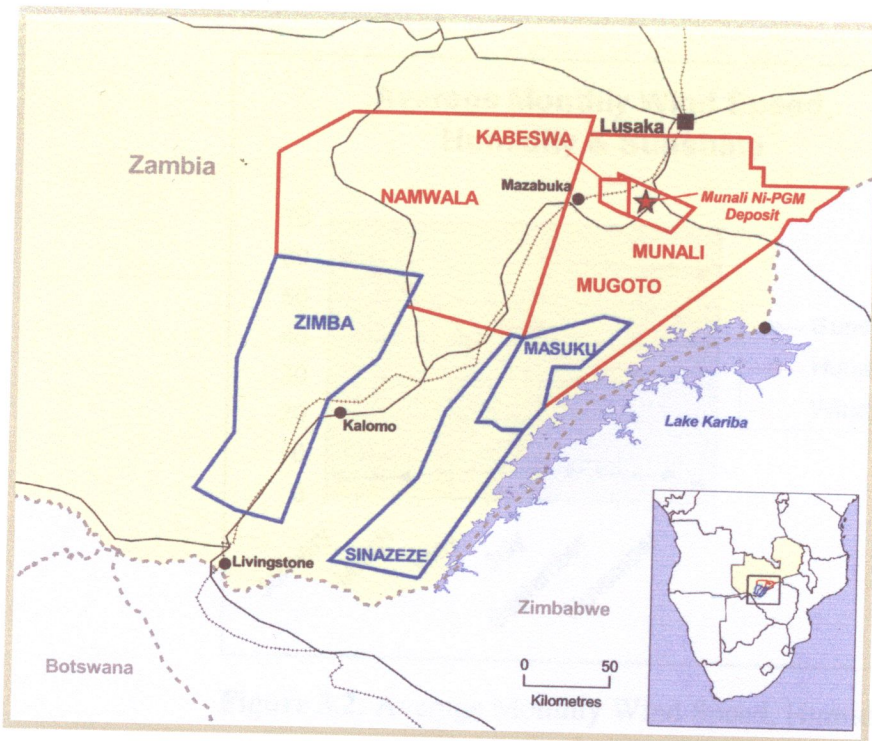 Lusaka
KABESWA
Zambia
NAMWALA
Mazabuka
Munali Ni-PGM
Deposit
MUNALI
MUGOTO
ZIMBA
MASUKU
Kalomo
Lake Kariba
SINAZEZE
Livingstone
Zimbabwe
Botswana
0 50
Kilometres